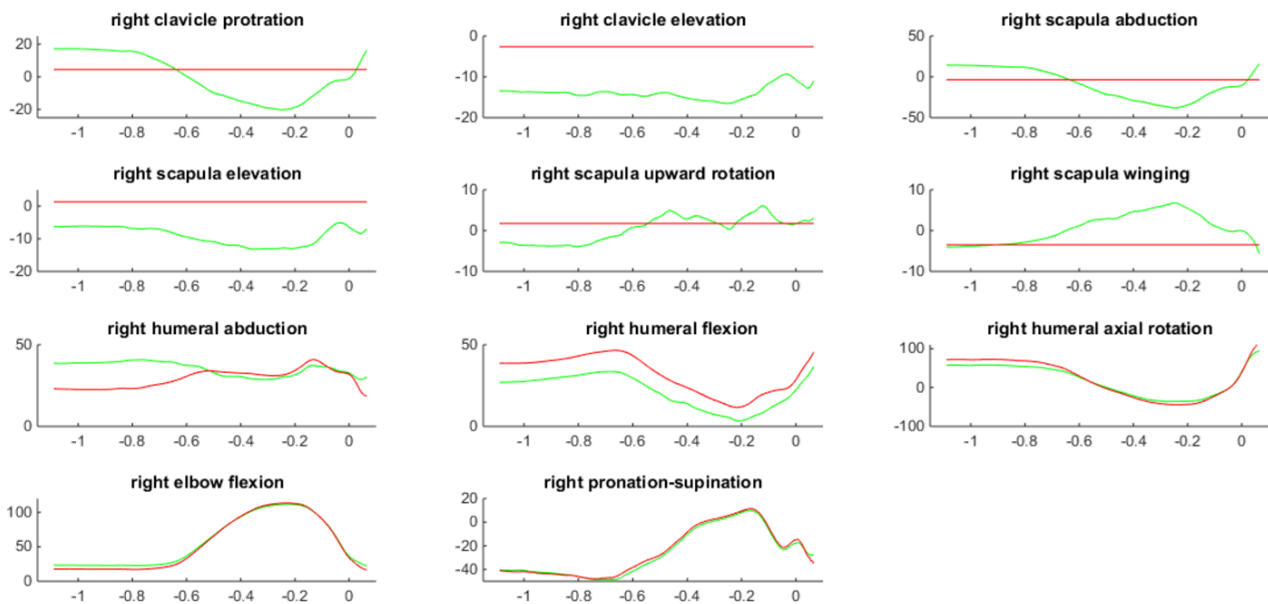 right clavicle protration
20
0
-20
-1 -0.8 -0.6 -0.4 -0.2 0
right clavicle elevation
0
-10
-20
-1 -0.8 -0.6 -0.4 -0.2 0
right scapula abduction
50
0
-50
-1 -0.8 -0.6 -0.4 -0.2 0
right scapula elevation
0
-10
-20
-1 -0.8 -0.6 -0.4 -0.2 0
right scapula upward rotation
10
0
-10
-1 -0.8 -0.6 -0.4 -0.2 0
right scapula winging
10
0
-10
-1 -0.8 -0.6 -0.4 -0.2 0
right humeral abduction
50
0
-1 -0.8 -0.6 -0.4 -0.2 0
right humeral flexion
50
0
-1 -0.8 -0.6 -0.4 -0.2 0
right humeral axial rotation
100
0
-100
-1 -0.8 -0.6 -0.4 -0.2 0
right elbow flexion
100
50
0
-1 -0.8 -0.6 -0.4 -0.2 0
right pronation-supination
20
0
-20
-40
-1 -0.8 -0.6 -0.4 -0.2 0